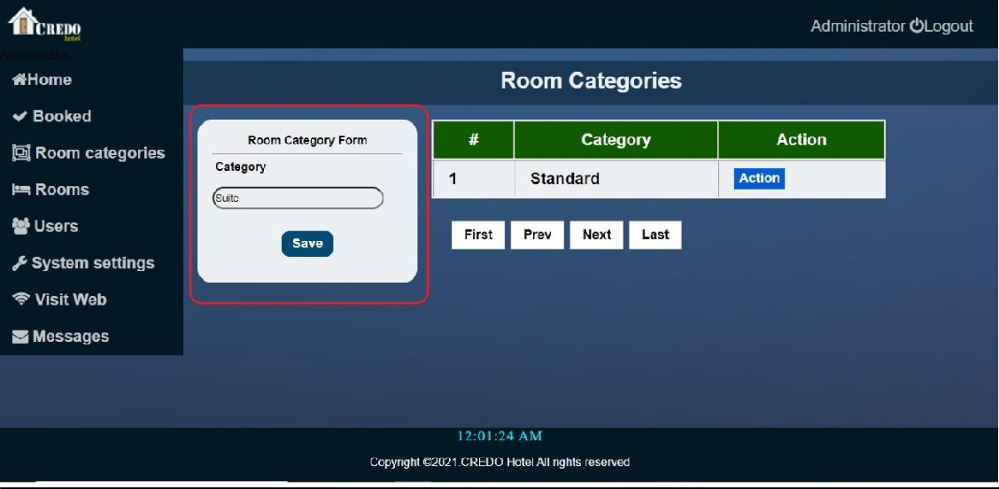 CREDO
hotel
Administrator Logout
Administrator
Home
Booked
Room categories
Rooms
Users
System settings
Visit Web
Messages
Room Categories
Room Category Form
Category
Suite
Save
# Category Action
1 Standard Action
First Prev Next Last
12:01:24 AM
Copyright ©2021.CREDO Hotel All rights reserved